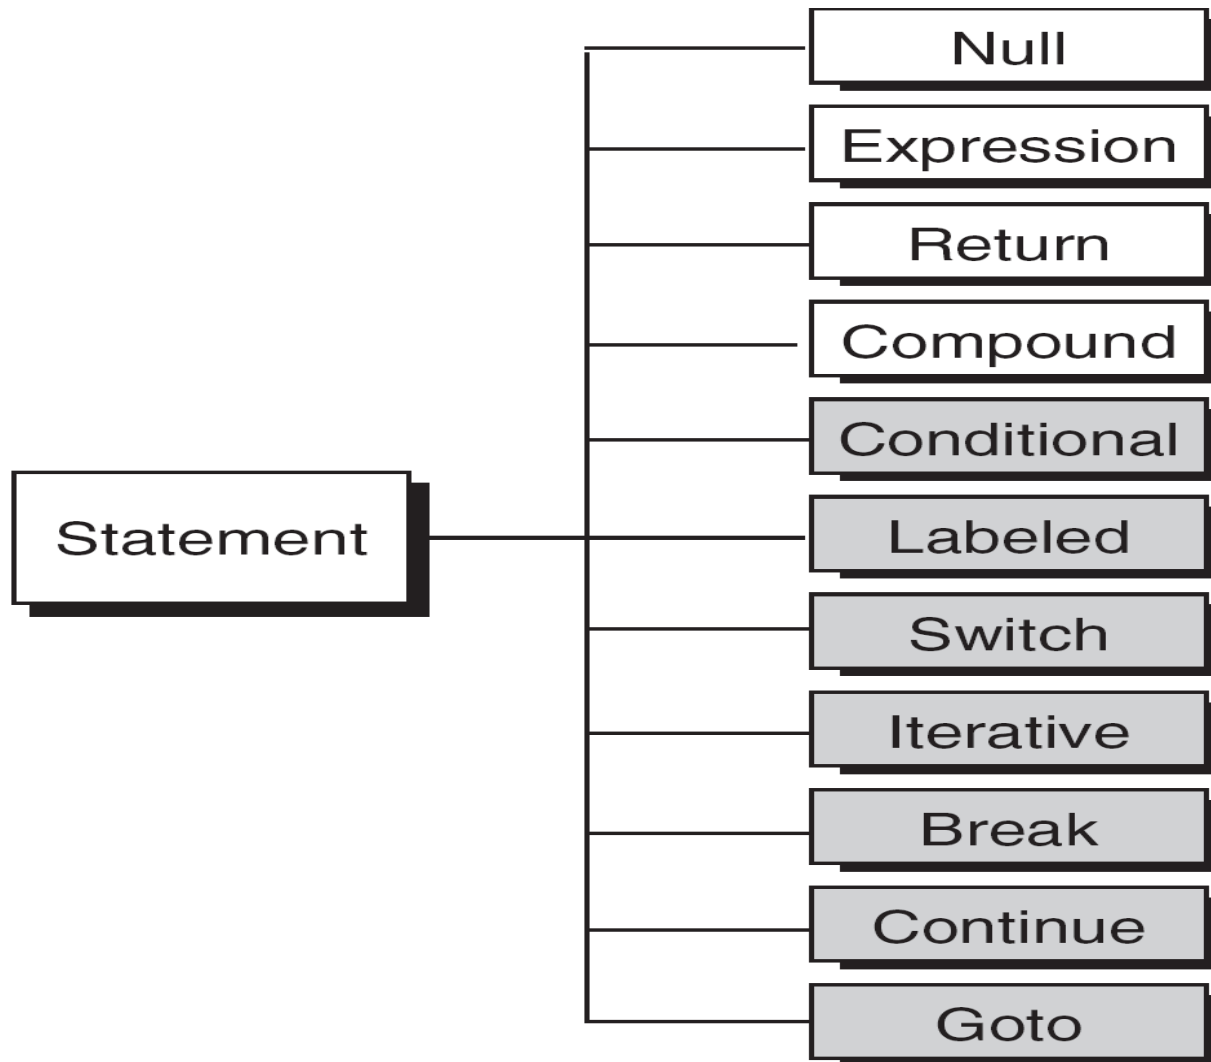 Null
Expression
Return
Compound
Conditional
Statement
Labeled
Switch
Iterative
Break
Continue
Goto